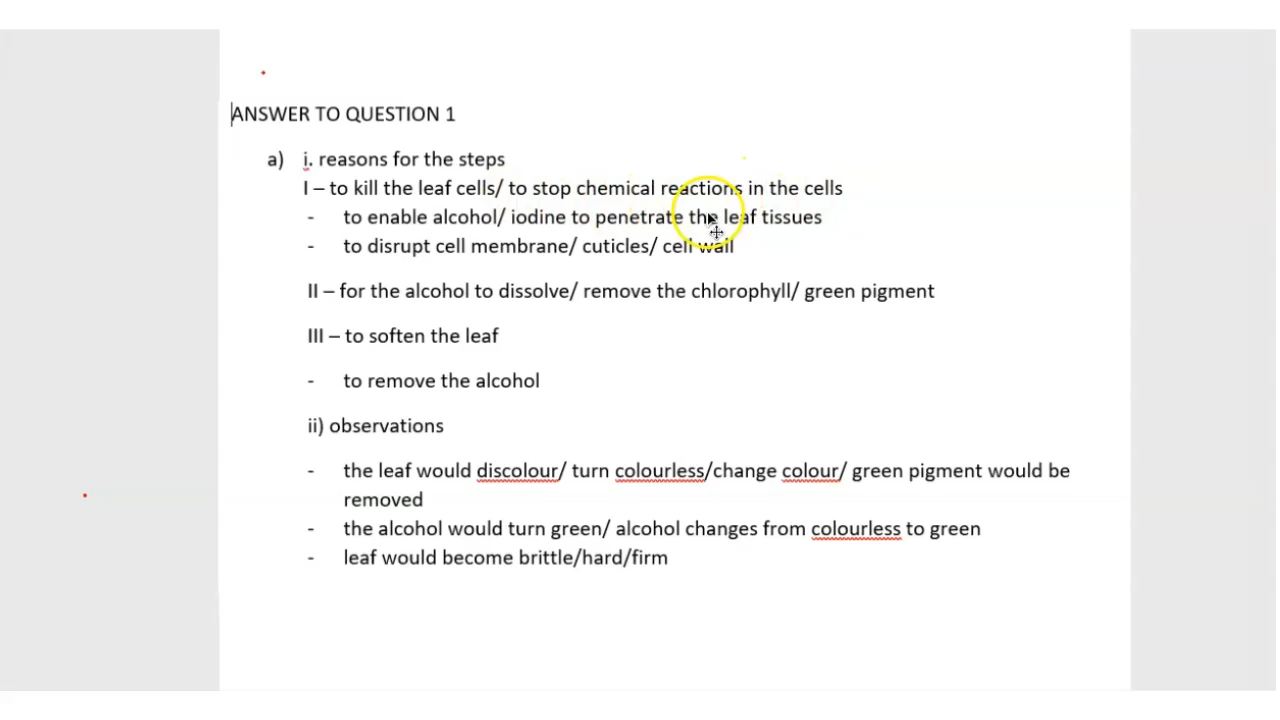 ANSWER TO QUESTION 1
a) i. reasons for the steps
I – to kill the leaf cells/ to stop chemical reactions in the cells
- to enable alcohol/ iodine to penetrate the leaf tissues
- to disrupt cell membrane/ cuticles/ cell wall
II – for the alcohol to dissolve/ remove the chlorophyll/ green pigment
III – to soften the leaf
- to remove the alcohol
ii) observations
- the leaf would discolour/ turn colourless/change colour/ green pigment would be
removed
- the alcohol would turn green/ alcohol changes from colourless to green
- leaf would become brittle/hard/firm